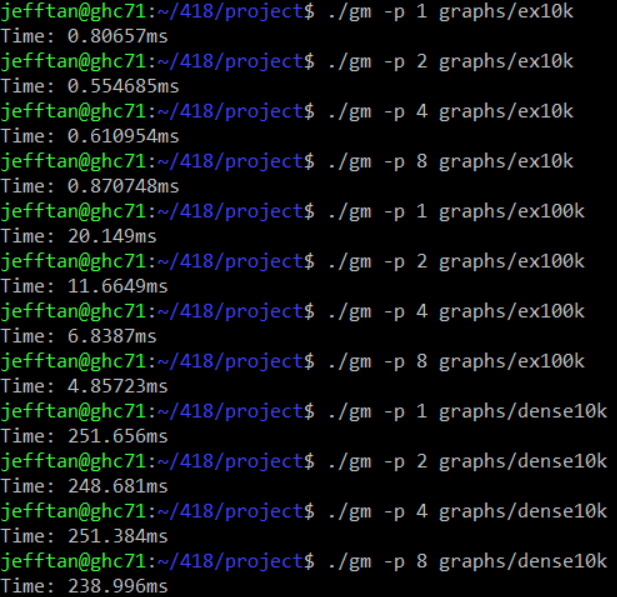 jefftan@ghc71:~/418/project$ ./gm -p 1 graphs/ex10k
Time: 0.80657ms
jefftan@ghc71:~/418/project$ ./gm -p 2 graphs/ex10k
Time: 0.554685ms
jefftan@ghc71:~/418/project$ ./gm -p 4 graphs/ex10k
Time: 0.610954ms
jefftan@ghc71:~/418/project$ ./gm -p 8 graphs/ex10k
Time: 0.870748ms
jefftan@ghc71:~/418/project$ ./gm -p 1 graphs/ex100k
Time: 20.149ms
jefftan@ghc71:~/418/project$ ./gm -p 2 graphs/ex100k
Time: 11.6649ms
jefftan@ghc71:~/418/project$ ./gm -p 4 graphs/ex100k
Time: 6.8387ms
jefftan@ghc71:~/418/project$ ./gm -p 8 graphs/ex100k
Time: 4.85723ms
jefftan@ghc71:~/418/project$ ./gm -p 1 graphs/dense10k
Time: 251.656ms
jefftan@ghc71:~/418/project$ ./gm -p 2 graphs/dense10k
Time: 248.681ms
jefftan@ghc71:~/418/project$ ./gm -p 4 graphs/dense10k
Time: 251.384ms
jefftan@ghc71:~/418/project$ ./gm -p 8 graphs/dense10k
Time: 238.996ms